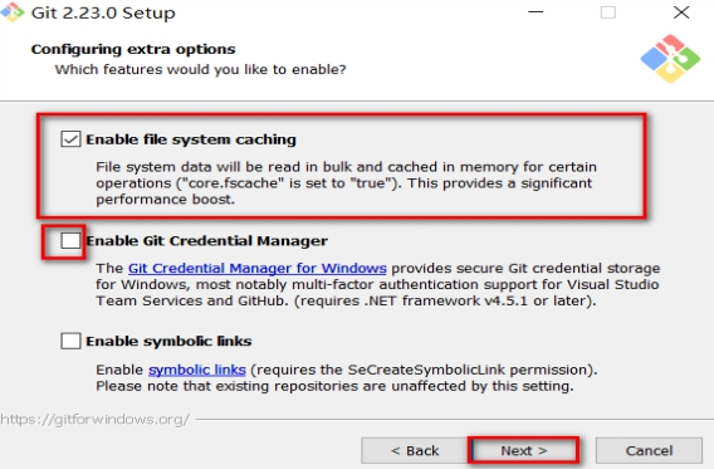 Git 2.23.0 Setup
Configuring extra options
Which features would you like to enable?
Enable file system caching
File system data will be read in bulk and cached in memory for certain
operations ("core.fscache" is set to "true"). This provides a significant
performance boost.
Enable Git Credential Manager
The Git Credential Manager for Windows provides secure Git credential storage
for Windows, most notably multi-factor authentication support for Visual Studio
Team Services and GitHub. (requires .NET framework v4.5.1 or later).
Enable symbolic links
Enable symbolic links (requires the SeCreateSymbolicLink permission).
Please note that existing repositories are unaffected by this setting.
https://gitforwindows.org/
< Back Next > Cancel